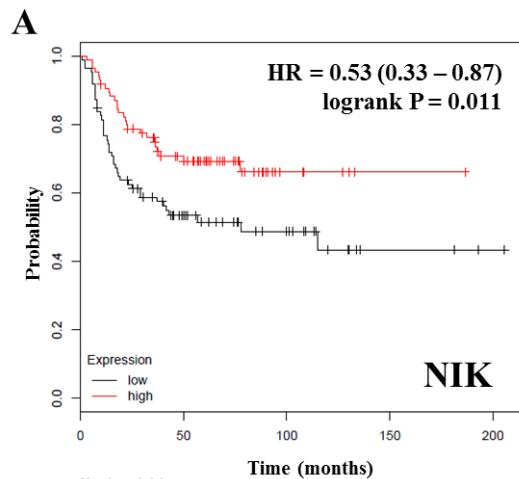 A
HR = 0.53 (0.33 – 0.87)
logrank P = 0.011
Probability
1.0
0.8
0.6
0.4
0.2
0.0
Expression
low
high
NIK
0 50 100 150 200
Time (months)